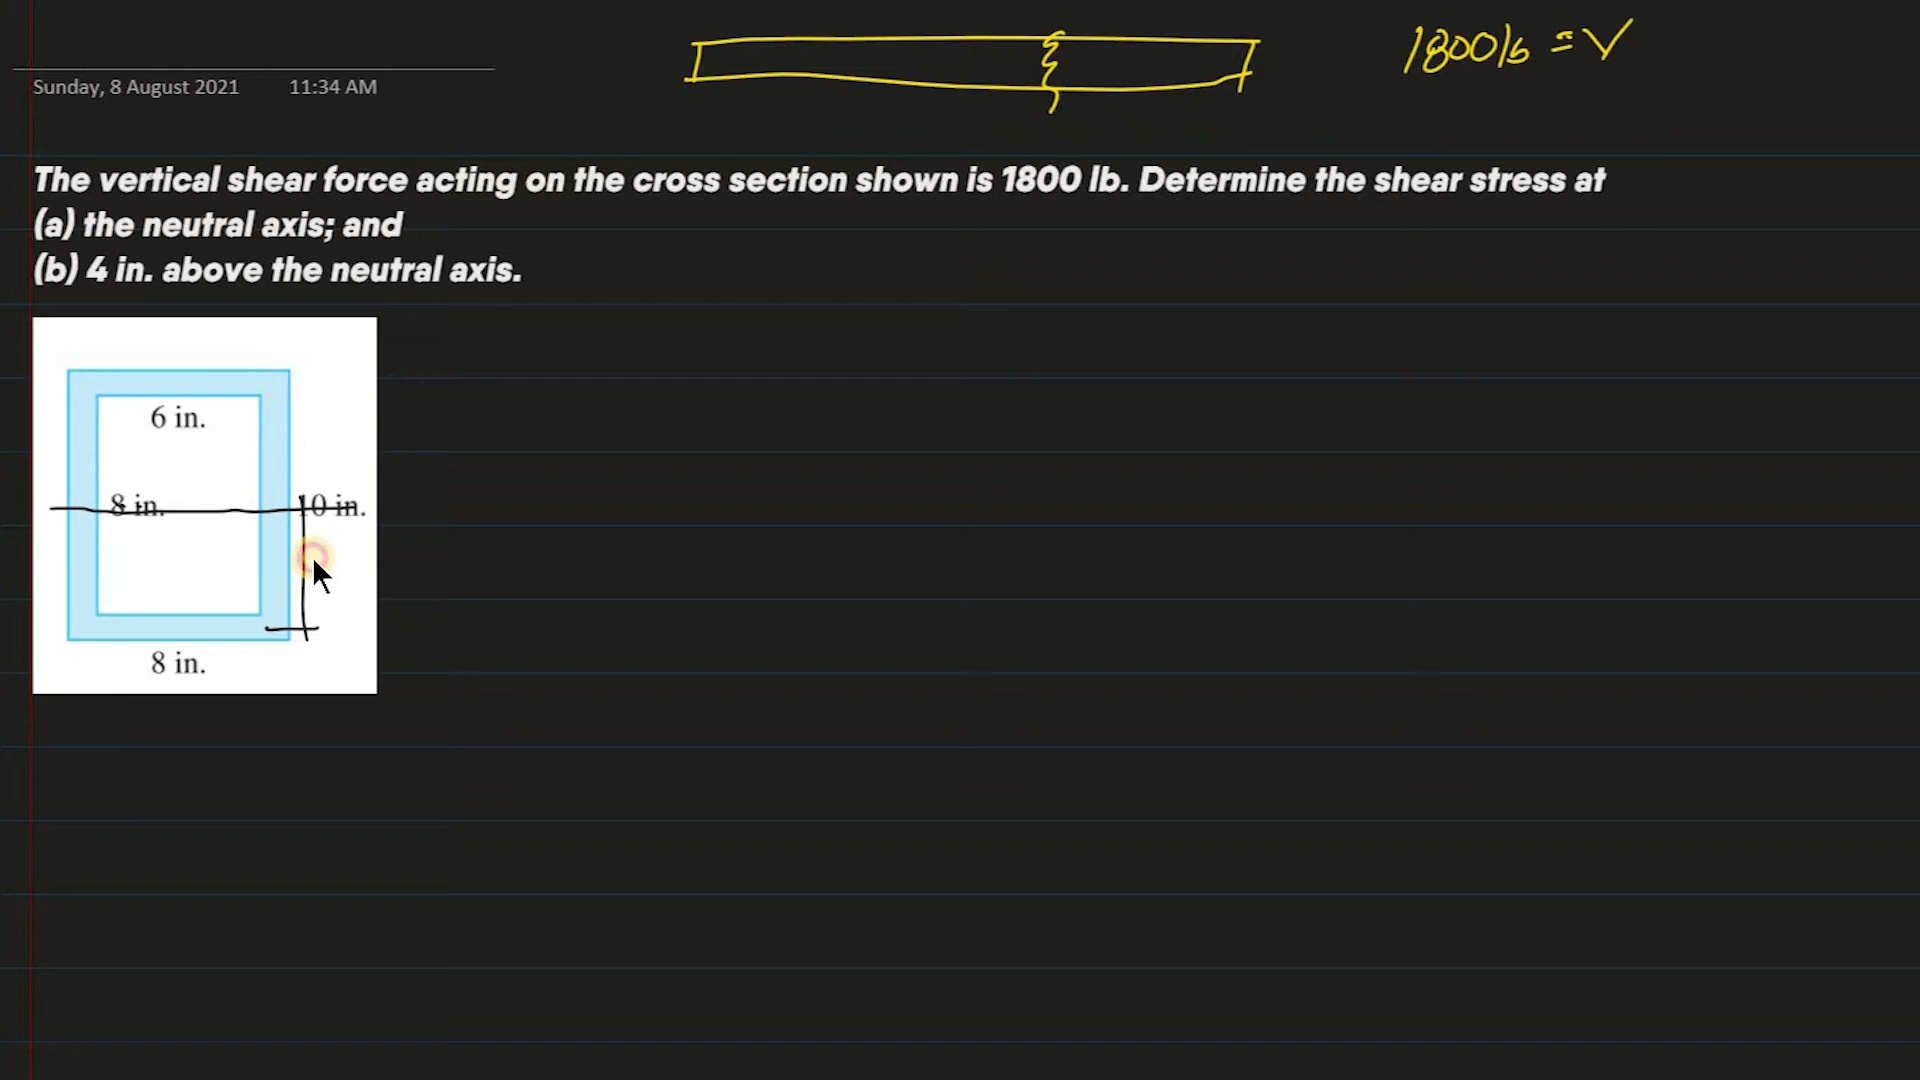 1800lb = V
Sunday, 8 August 2021 11:34 AM
The vertical shear force acting on the cross section shown is 1800 lb. Determine the shear stress at
(a) the neutral axis; and
(b) 4 in. above the neutral axis.
6 in.
8 in. 10 in.
8 in.